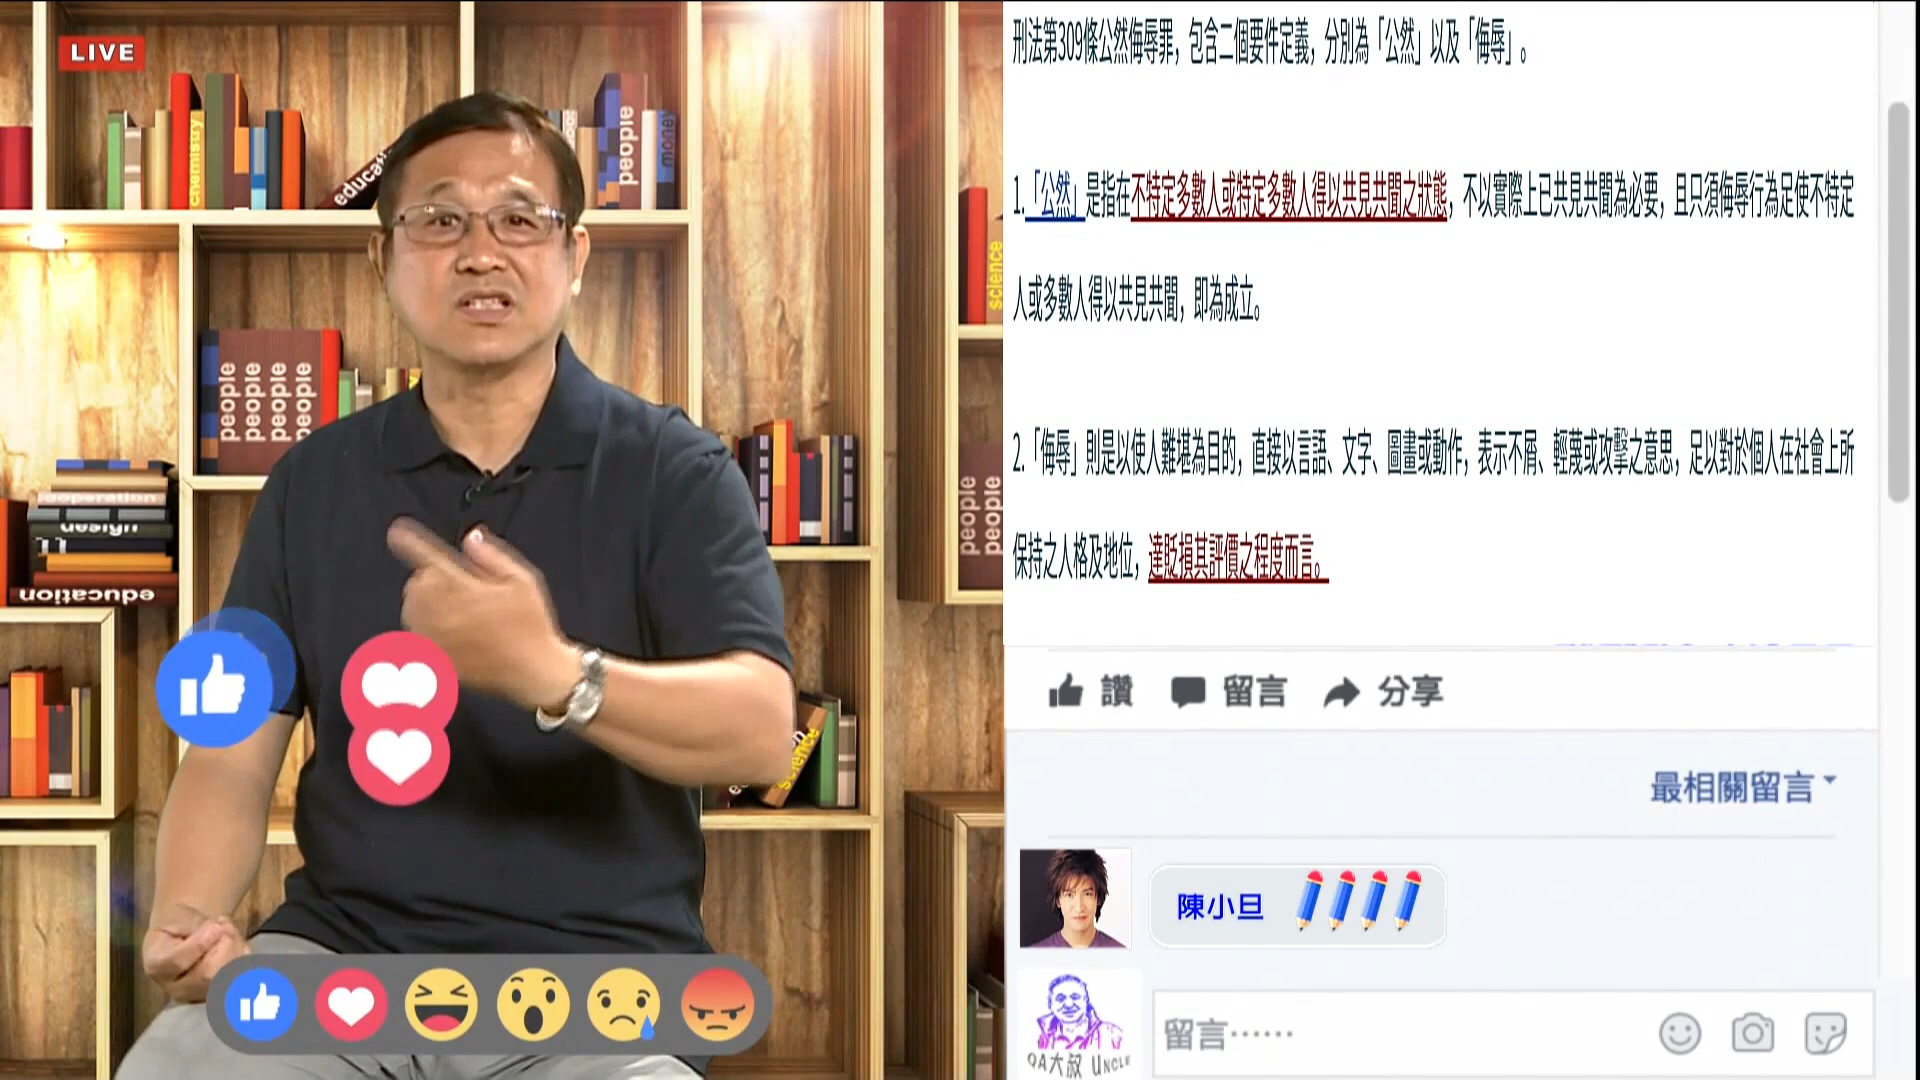 LIVE
chemistry
people
money
science
people
people
people
people
people
people
cooperation
design
education
science
刑法第309條公然侮辱罪，包含二個要件定義，分別為「公然」以及「侮辱」。
1.「公然」是指在不特定多數人或特定多數人得以共見共聞之狀態，不以實際上已共見共聞為必要，且只須侮辱行為足使不特定
人或多數人得以共見共聞，即為成立。
2.「侮辱」則是以使人難堪為目的，直接以言語、文字、圖畫或動作，表示不屑、輕蔑或攻擊之意思，足以對於個人在社會上所
保持之人格及地位，達貶損其評價之程度而言。
讚 留言 分享
最相關留言
陳小旦
QA大叔 UNCLE
留言……